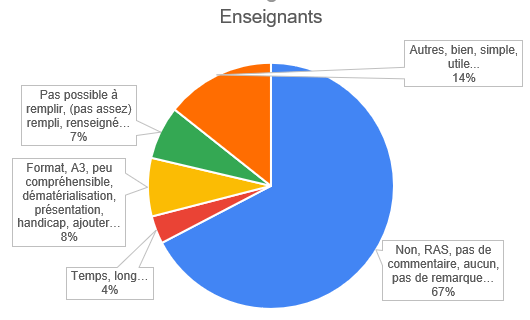 Enseignants
Autres, bien, simple,
utile...
14%
Pas possible à
remplir, (pas assez)
rempli, renseigné…
7%
Format, A3, peu
compréhensible,
dématérialisation,
présentation,
handicap, ajouter…
8%
Temps, long…
4%
Non, RAS, pas de
commentaire, aucun,
pas de remarque…
67%